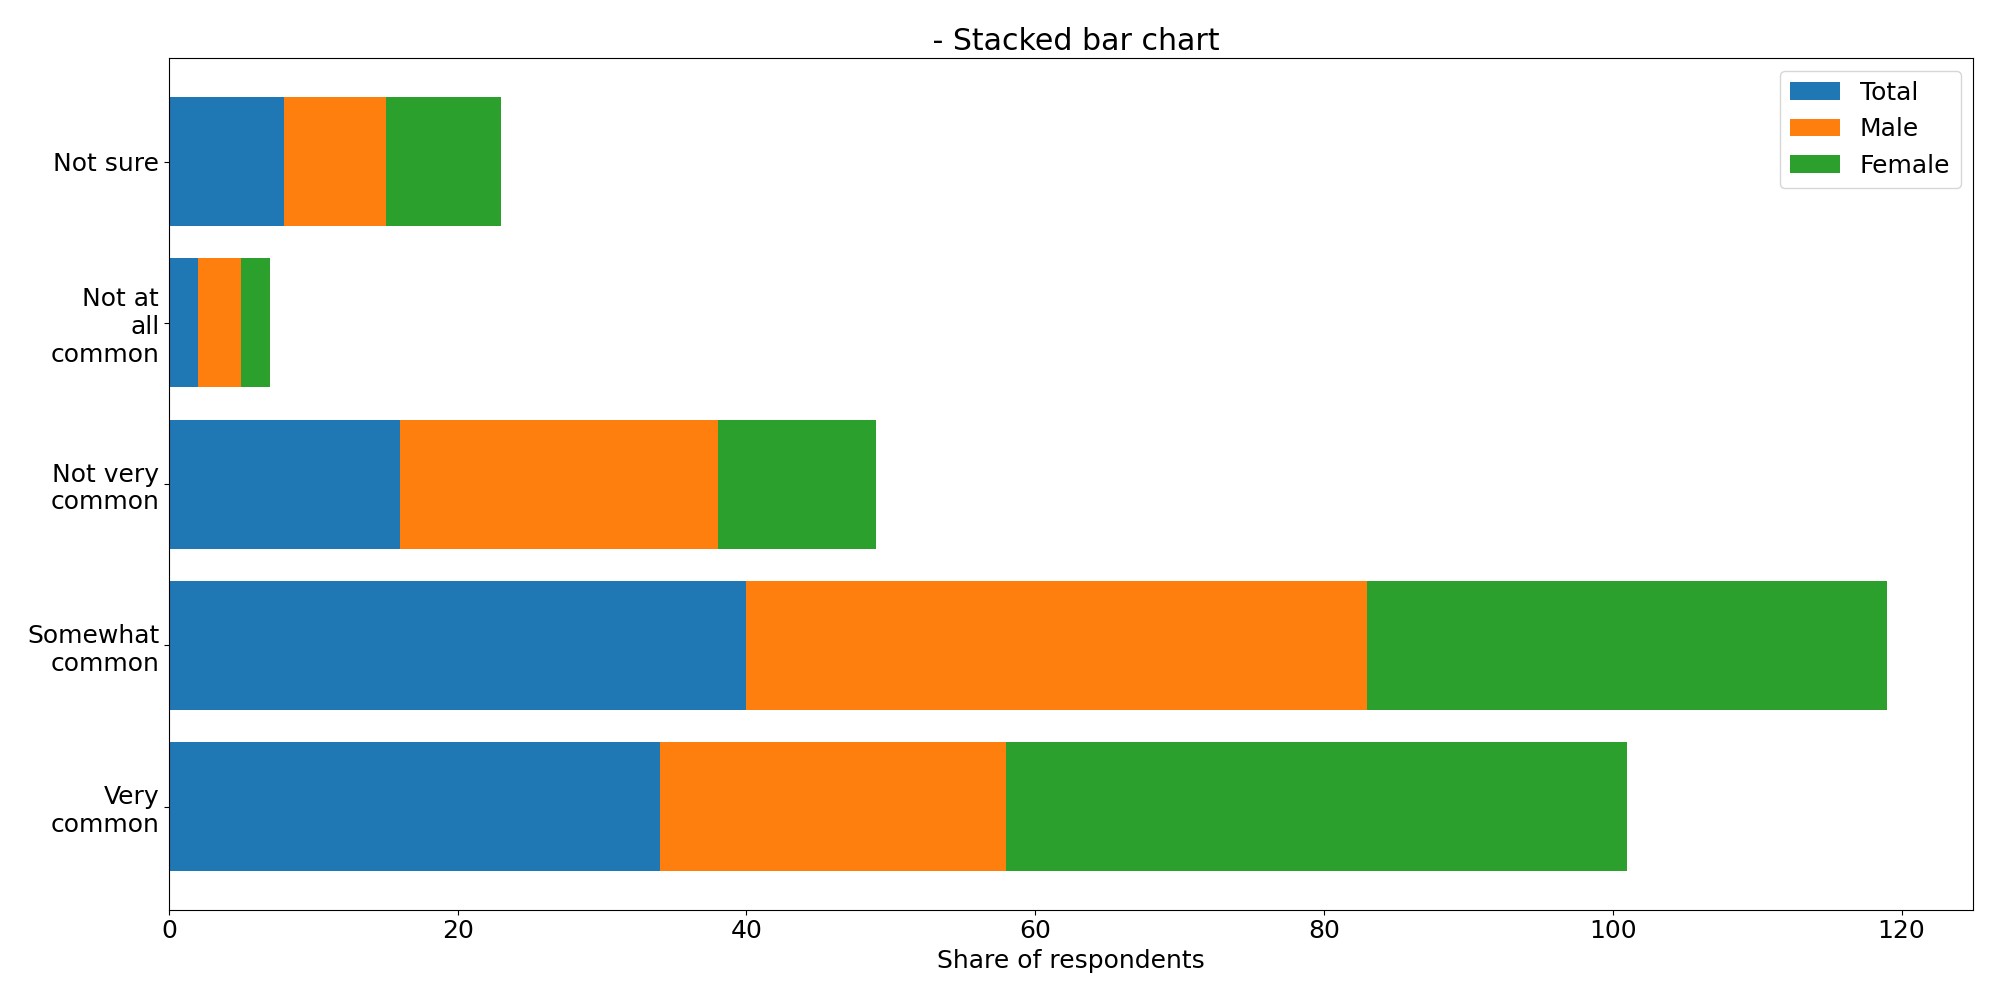 - Stacked bar chart
Total
Male
Female
Not sure
Not at
all
common
Not very
common
Somewhat
common
Very
common
0 20 40 60 80 100 120
Share of respondents